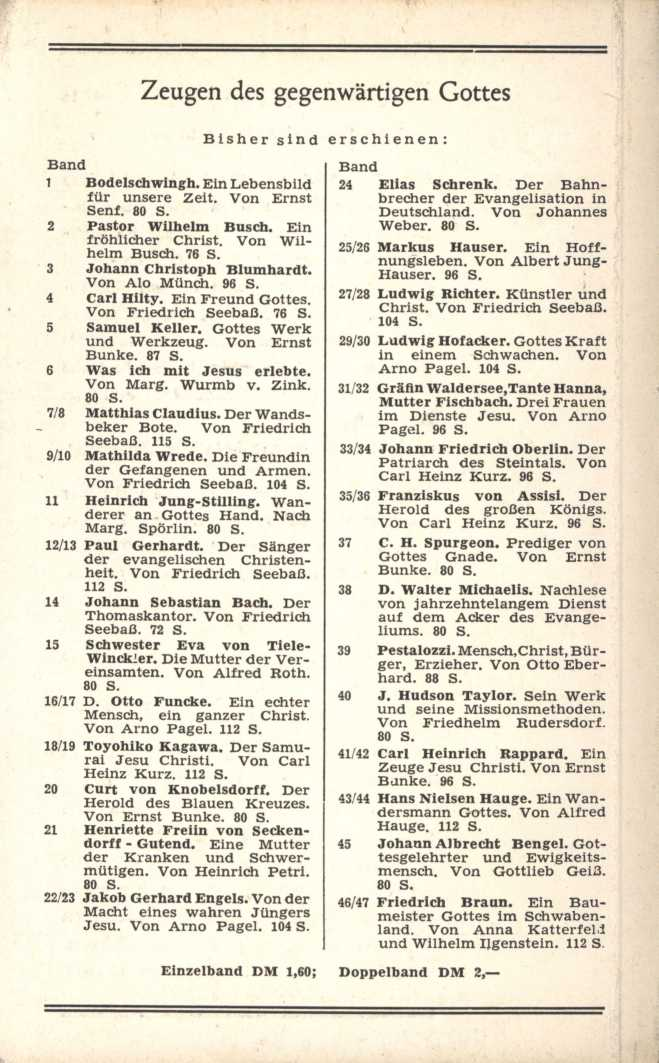 Zeugen des gegenwärtigen Gottes
Bisher sind erschienen:
Band
1 Bodelschwingh. Ein Lebensbild
für unsere Zeit. Von Ernst
Senf. 80 S.
2 Pastor Wilhelm Busch. Ein
fröhlicher Christ. Von Wil-
helm Busch. 76 S.
3 Johann Christoph Blumhardt.
Von Alo Münch. 96 S.
4 Carl Hilty. Ein Freund Gottes.
Von Friedrich Seebaß. 76 S.
5 Samuel Keller. Gottes Werk
und Werkzeug. Von Ernst
Bunke. 87 S.
6 Was ich mit Jesus erlebte.
Von Marg. Wurmb v. Zink.
80 S.
7/8 Matthias Claudius. Der Wands-
beker Bote. Von Friedrich
Seebaß. 115 S.
9/10 Mathilda Wrede. Die Freundin
der Gefangenen und Armen.
Von Friedrich Seebaß. 104 S.
11 Heinrich Jung-Stilling. Wan-
derer an Gottes Hand. Nach
Marg. Spörlin. 80 S.
12/13 Paul Gerhardt. Der Sänger
der evangelischen Christen-
heit. Von Friedrich Seebaß.
112 S.
14 Johann Sebastian Bach. Der
Thomaskantor. Von Friedrich
Seebaß. 72 S.
15 Schwester Eva von Tiele-
Winckler. Die Mutter der Ver-
einsamten. Von Alfred Roth.
80 S.
16/17 D. Otto Funcke. Ein echter
Mensch, ein ganzer Christ.
Von Arno Pagel. 112 S.
18/19 Toyohiko Kagawa. Der Samu-
rai Jesu Christi. Von Carl
Heinz Kurz. 112 S.
20 Curt von Knobelsdorff. Der
Herold des Blauen Kreuzes.
Von Ernst Bunke. 80 S.
21 Henriette Freiin von Secken-
dorff - Gutend. Eine Mutter
der Kranken und Schwer-
mütigen. Von Heinrich Petri.
80 S.
22/23 Jakob Gerhard Engels. Von der
Macht eines wahren Jüngers
Jesu. Von Arno Pagel. 104 S.
Band
24 Elias Schrenk. Der Bahn-
brecher der Evangelisation in
Deutschland. Von Johannes
Weber. 80 S.
25/26 Markus Hauser. Ein Hoff-
nungsleben. Von Albert Jung-
Hauser. 96 S.
27/28 Ludwig Richter. Künstler und
Christ. Von Friedrich Seebaß.
104 S.
29/30 Ludwig Hofacker. Gottes Kraft
in einem Schwachen. Von
Arno Pagel. 104 S.
31/32 Gräfin Waldersee, Tante Hanna,
Mutter Fischbach. Drei Frauen
im Dienste Jesu. Von Arno
Pagel. 96 S.
33/34 Johann Friedrich Oberlin. Der
Patriarch des Steintals. Von
Carl Heinz Kurz. 96 S.
35/36 Franziskus von Assisi. Der
Herold des großen Königs.
Von Carl Heinz Kurz. 96 S.
37 C. H. Spurgeon. Prediger von
Gottes Gnade. Von Ernst
Bunke. 80 S.
38 D. Walter Michaelis. Nachlese
von jahrzehntelangem Dienst
auf dem Acker des Evange-
liums. 80 S.
39 Pestalozzi. Mensch, Christ, Bür-
ger, Erzieher. Von Otto Eber-
hard. 88 S.
40 J. Hudson Taylor. Sein Werk
und seine Missionsmethoden.
Von Friedhelm Rudersdorf.
80 S.
41/42 Carl Heinrich Rappard. Ein
Zeuge Jesu Christi. Von Ernst
Bunke. 96 S.
43/44 Hans Nielsen Hauge. Ein Wan-
dersmann Gottes. Von Alfred
Hauge. 112 S.
45 Johann Albrecht Bengel. Got-
tesgelehrter und Ewigkeits-
mensch. Von Gottlieb Geiß.
80 S.
46/47 Friedrich Braun. Ein Bau-
meister Gottes im Schwaben-
land. Von Anna Katterfeld
und Wilhelm Ilgenstein. 112 S.
Einzelband DM 1,60; Doppelband DM 2,—